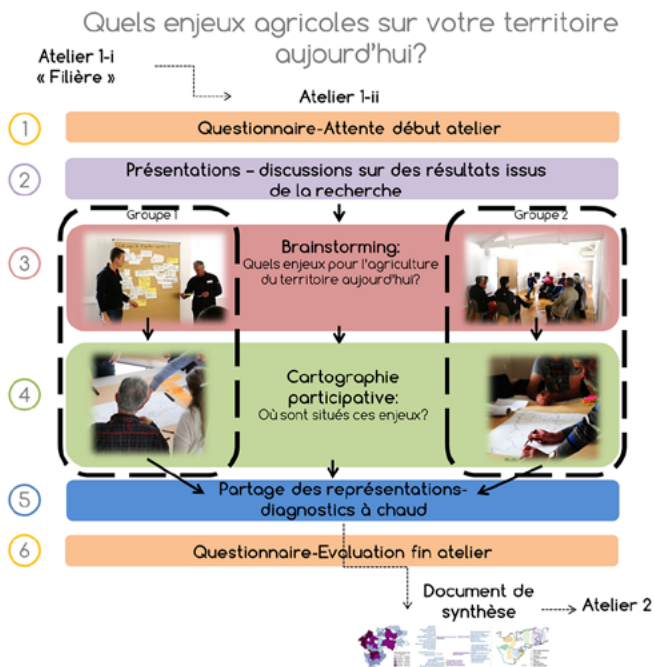 Quels enjeux agricoles sur votre territoire
aujourd'hui?
Atelier 1-i
« Filière »
Atelier 1-ii
1
Questionnaire-Attente début atelier
2
Présentations – discussions sur des résultats issus
de la recherche
Groupe 1
Groupe 2
3
Brainstorming:
Quels enjeux pour l'agriculture
du territoire aujourd'hui?
4
Cartographie
participative:
Où sont situés ces enjeux?
5
Partage des représentations-
diagnostics à chaud
6
Questionnaire-Evaluation fin atelier
Document de
synthèse
Atelier 2